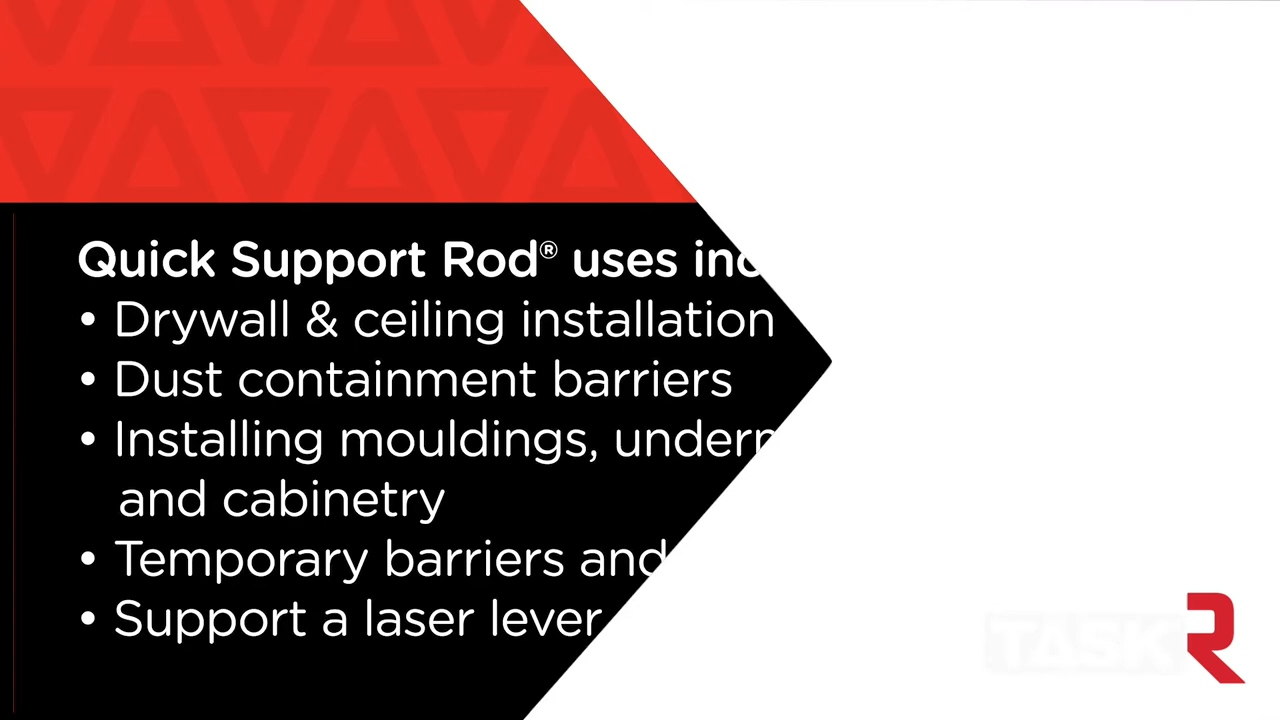 Quick Support Rod® uses inc
• Drywall & ceiling installation
• Dust containment barriers
• Installing mouldings, under
and cabinetry
• Temporary barriers and
• Support a laser lever
TASK
R